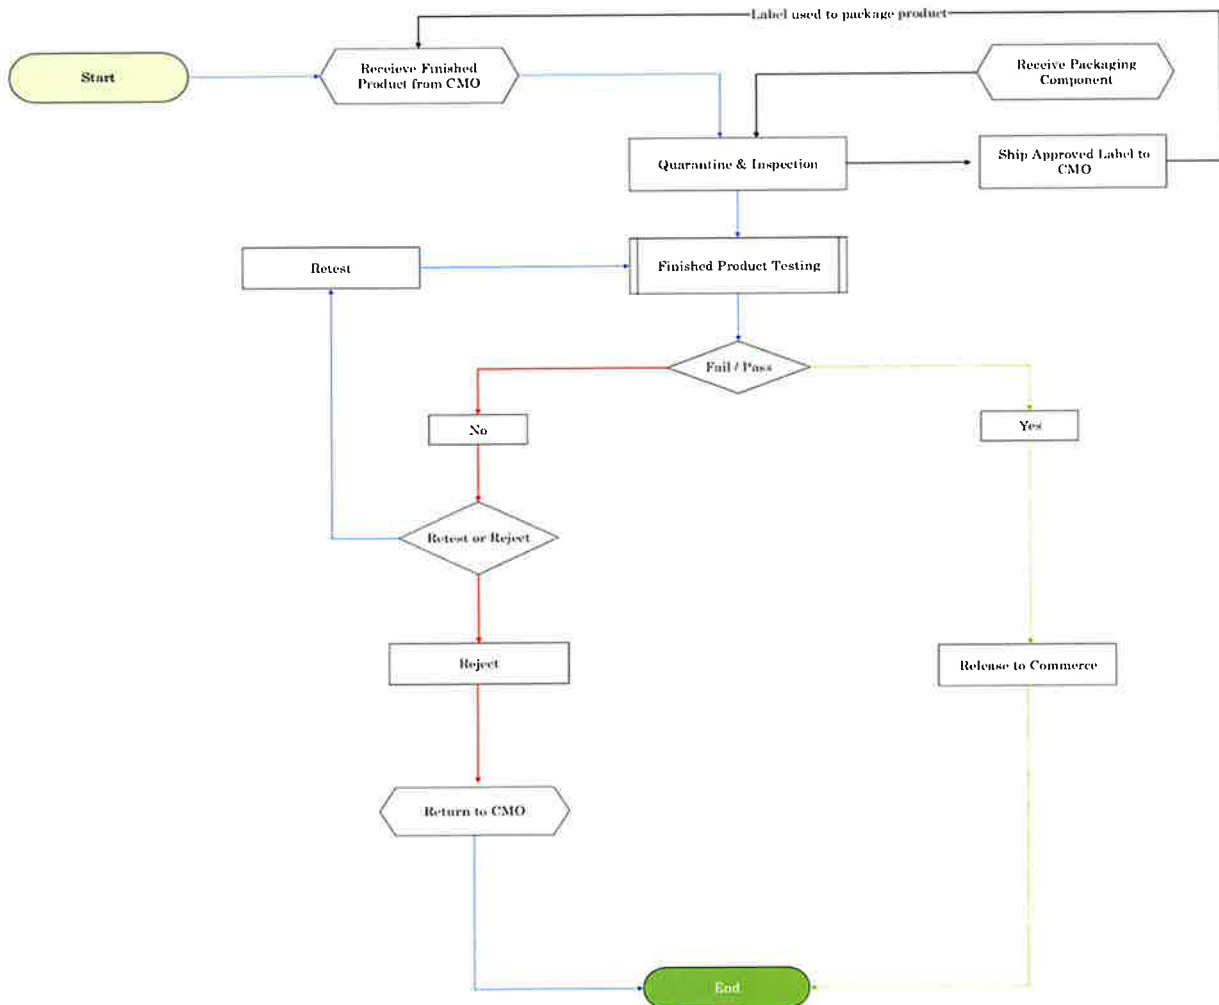 Label used to package product
Start
Receieve Finished
Product from CMO
Receive Packaging
Component
Quarantine & Inspection
Ship Approved Label to
CMO
Retest
Finished Product Testing
Fail / Pass
No
Yes
Retest or Reject
Reject
Release to Commerce
Return to CMO
End